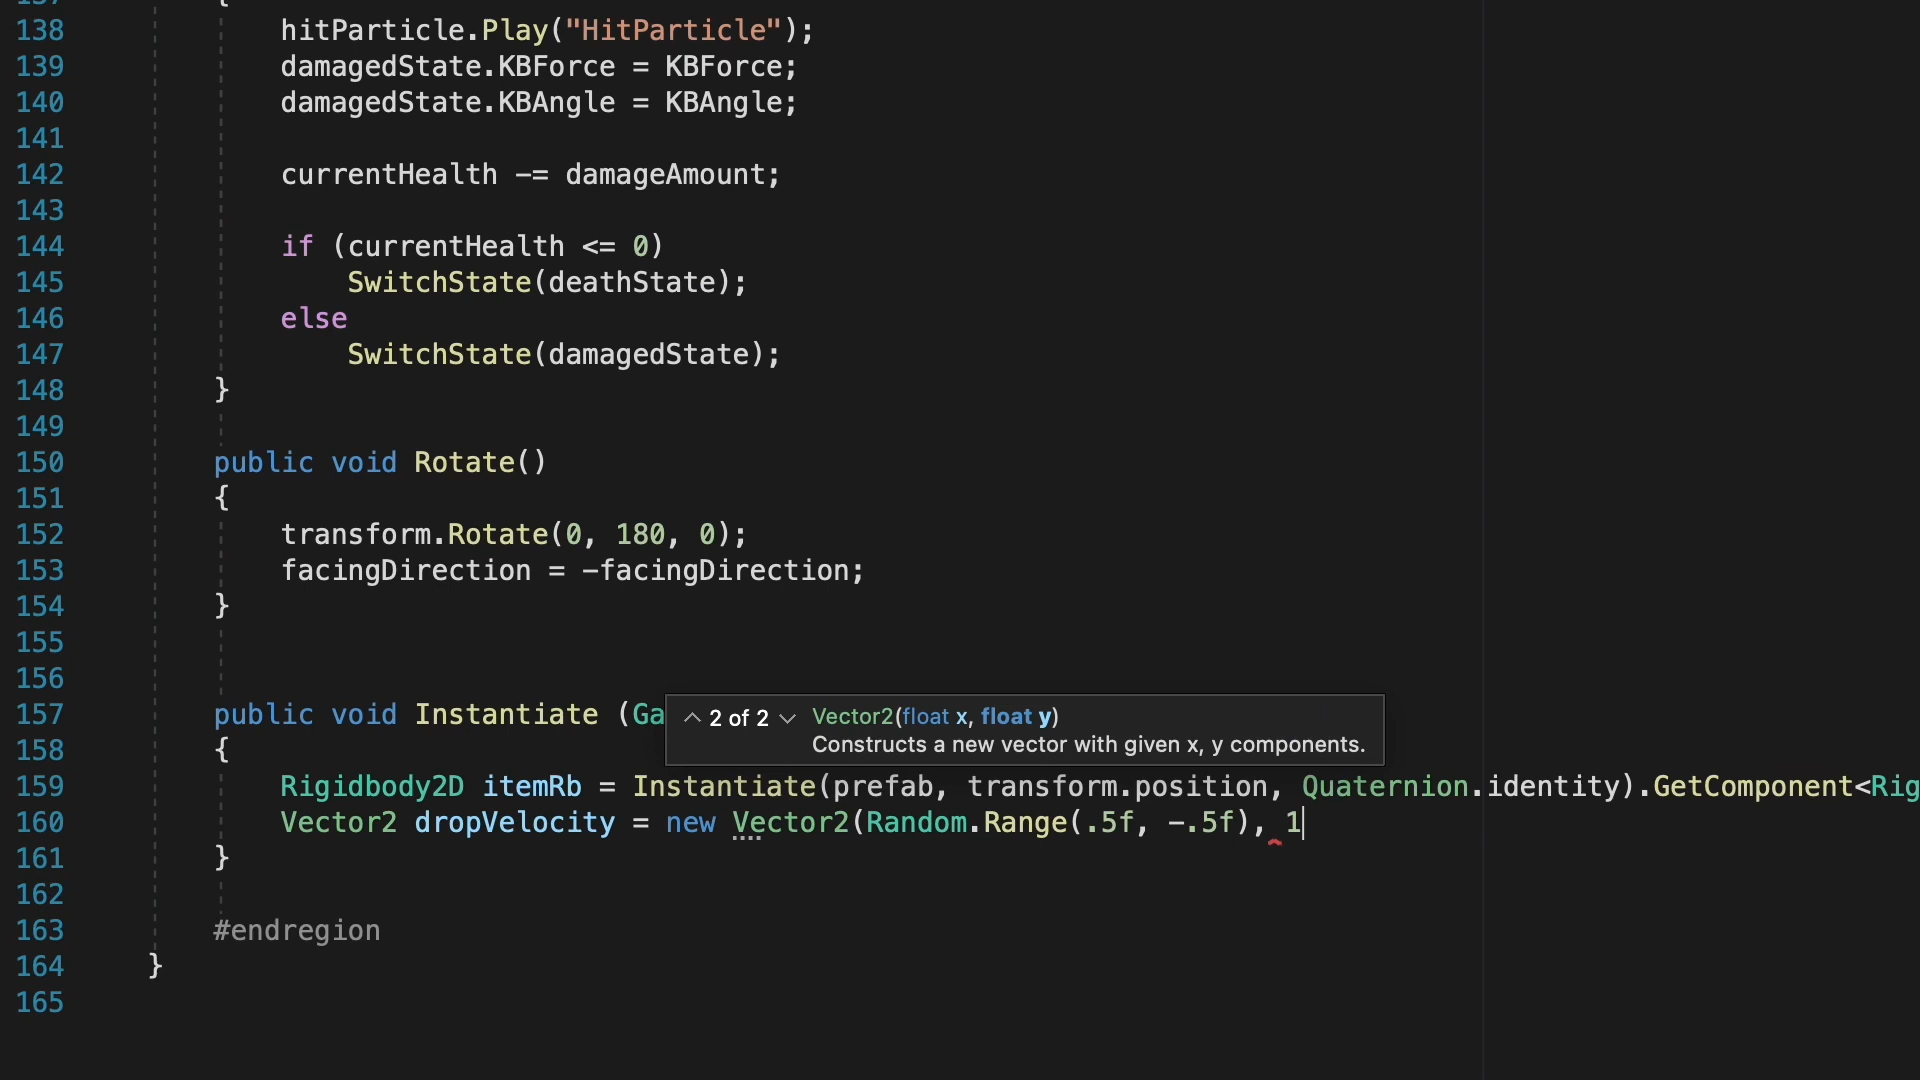 138 hitParticle.Play("HitParticle");
139 damagedState.KBForce = KBForce;
140 damagedState.KBAngle = KBAngle;
141
142 currentHealth -= damageAmount;
143
144 if (currentHealth <= 0)
145 SwitchState(deathState);
146 else
147 SwitchState(damagedState);
148 }
149
150 public void Rotate()
151 {
152 transform.Rotate(0, 180, 0);
153 facingDirection = -facingDirection;
154 }
155
156
157 public void Instantiate (Ga
2 of 2 Vector2(float x, float y)
Constructs a new vector with given x, y components.
158 {
159 Rigidbody2D itemRb = Instantiate(prefab, transform.position, Quaternion.identity).GetComponent<Rig
160 Vector2 dropVelocity = new Vector2(Random.Range(.5f, -.5f), 1
161 }
162
163 #endregion
164 }
165